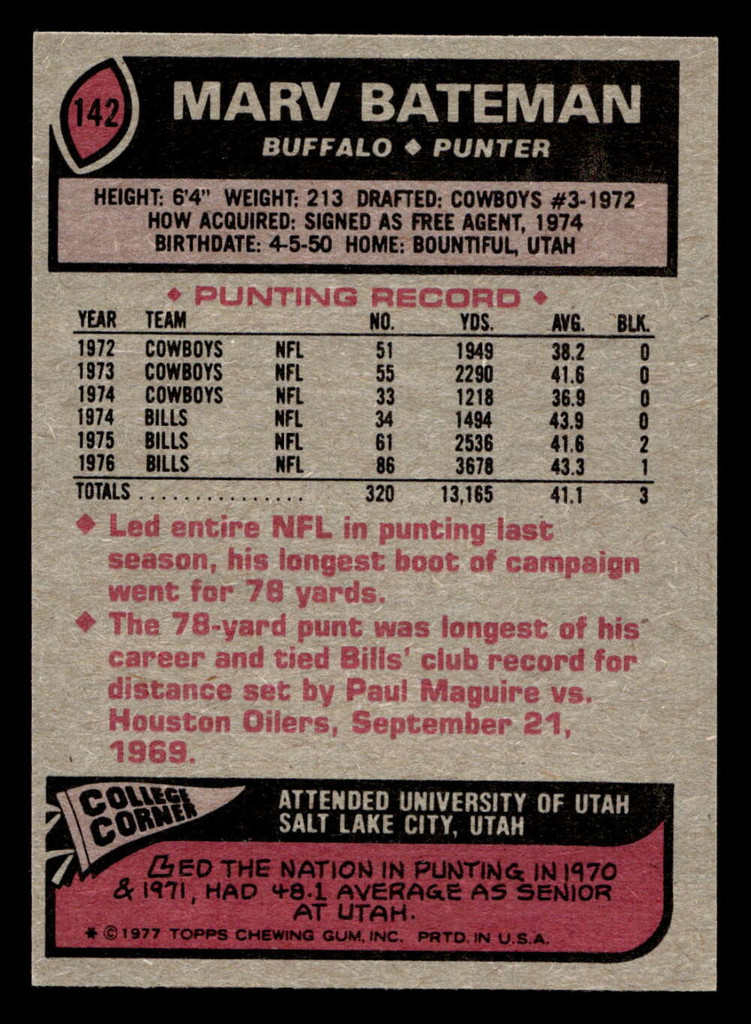 142
MARV BATEMAN
BUFFALO ♦ PUNTER
HEIGHT: 6'4" WEIGHT: 213 DRAFTED: COWBOYS #3-1972
HOW ACQUIRED: SIGNED AS FREE AGENT, 1974
BIRTHDATE: 4-5-50 HOME: BOUNTIFUL, UTAH
♦ PUNTING RECORD ♦
YEAR TEAM NO. YDS. AVG. BLK.
1972 COWBOYS NFL 51 1949 38.2 0
1973 COWBOYS NFL 55 2290 41.6 0
1974 COWBOYS NFL 33 1218 36.9 0
1974 BILLS NFL 34 1494 43.9 0
1975 BILLS NFL 61 2536 41.6 2
1976 BILLS NFL 86 3678 43.3 1
TOTALS ................ 320 13,165 41.1 3
♦ Led entire NFL in punting last
season, his longest boot of campaign
went for 78 yards.
♦ The 78-yard punt was longest of his
career and tied Bills' club record for
distance set by Paul Maguire vs.
Houston Oilers, September 21,
1969.
COLLEGE
CORNER
ATTENDED UNIVERSITY OF UTAH
SALT LAKE CITY, UTAH
LED THE NATION IN PUNTING IN 1970
& 1971, HAD 48.1 AVERAGE AS SENIOR
AT UTAH.
* © 1977 TOPPS CHEWING GUM, INC. PRTD. IN U.S.A.